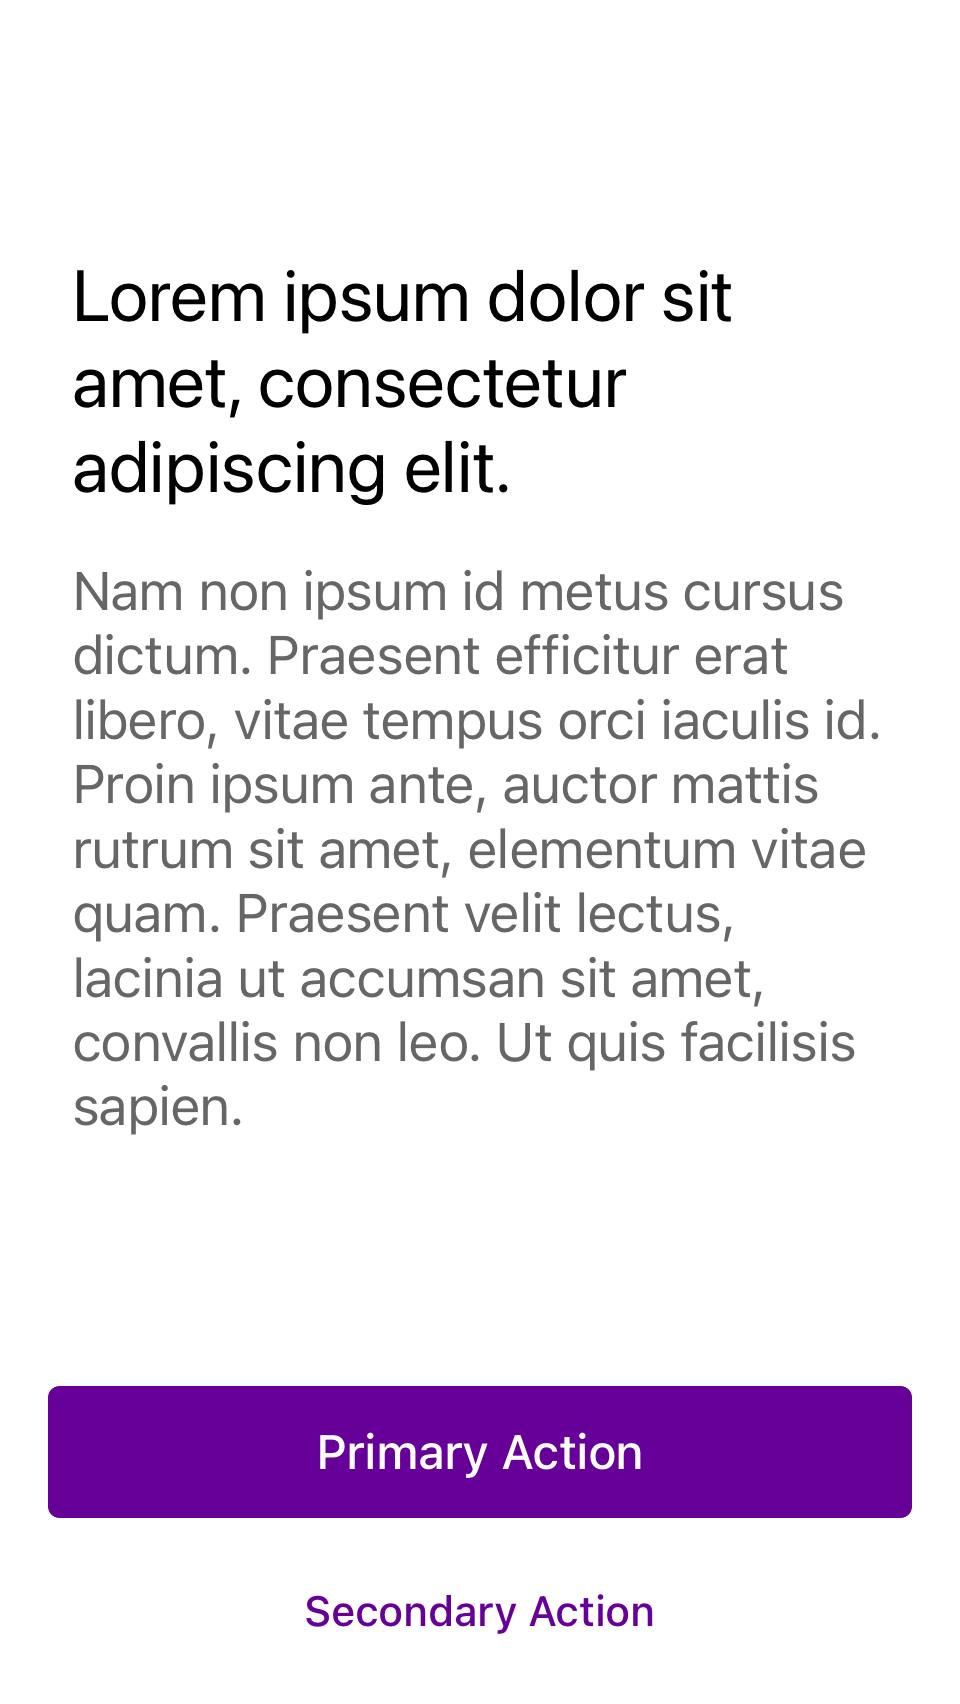 Lorem ipsum dolor sit
amet, consectetur
adipiscing elit.
Nam non ipsum id metus cursus
dictum. Praesent efficitur erat
libero, vitae tempus orci iaculis id.
Proin ipsum ante, auctor mattis
rutrum sit amet, elementum vitae
quam. Praesent velit lectus,
lacinia ut accumsan sit amet,
convallis non leo. Ut quis facilisis
sapien.
Primary Action
Secondary Action